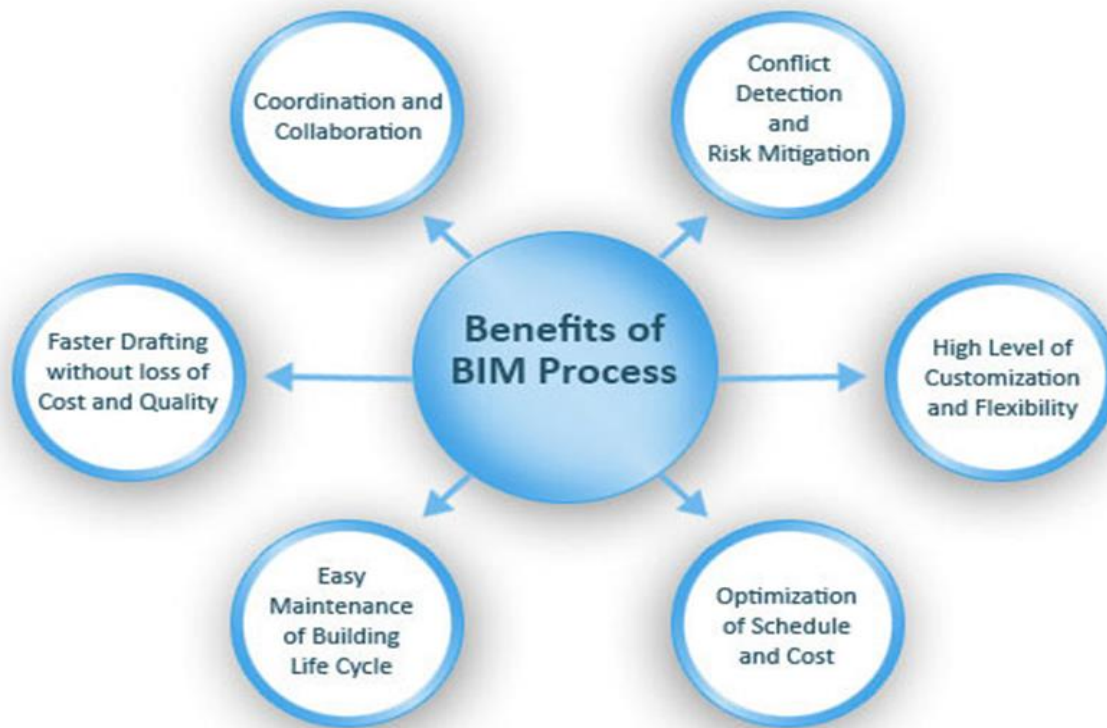 Coordination and
Collaboration
Conflict
Detection
and
Risk Mitigation
Faster Drafting
without loss of
Cost and Quality
Benefits of
BIM Process
High Level of
Customization
and Flexibility
Easy
Maintenance
of Building
Life Cycle
Optimization
of Schedule
and Cost